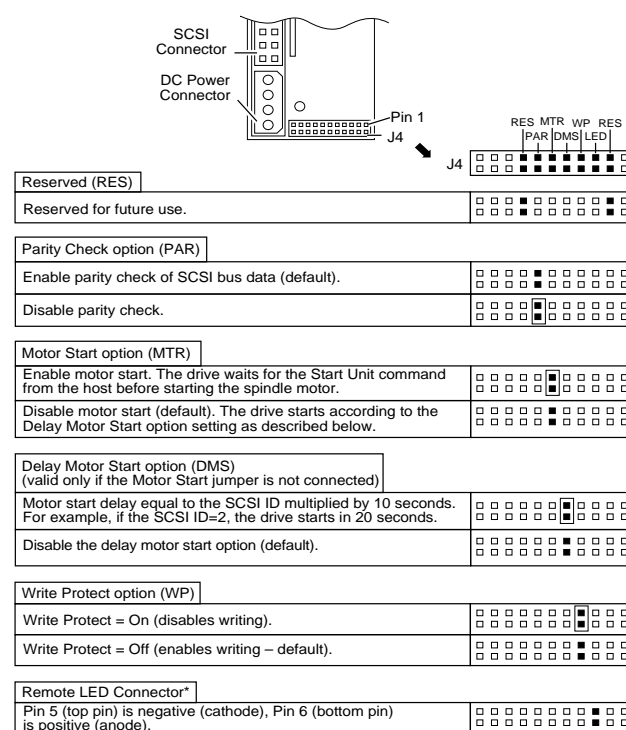 SCSI
Connector
DC Power
Connector
Pin 1
J4
RES MTR WP RES
PAR DMS LED
J4
Reserved (RES)
Reserved for future use.
Parity Check option (PAR)
Enable parity check of SCSI bus data (default).
Disable parity check.
Motor Start option (MTR)
Enable motor start. The drive waits for the Start Unit command
from the host before starting the spindle motor.
Disable motor start (default). The drive starts according to the
Delay Motor Start option setting as described below.
Delay Motor Start option (DMS)
(valid only if the Motor Start jumper is not connected)
Motor start delay equal to the SCSI ID multiplied by 10 seconds.
For example, if the SCSI ID=2, the drive starts in 20 seconds.
Disable the delay motor start option (default).
Write Protect option (WP)
Write Protect = On (disables writing).
Write Protect = Off (enables writing – default).
Remote LED Connector*
Pin 5 (top pin) is negative (cathode), Pin 6 (bottom pin)
is positive (anode).